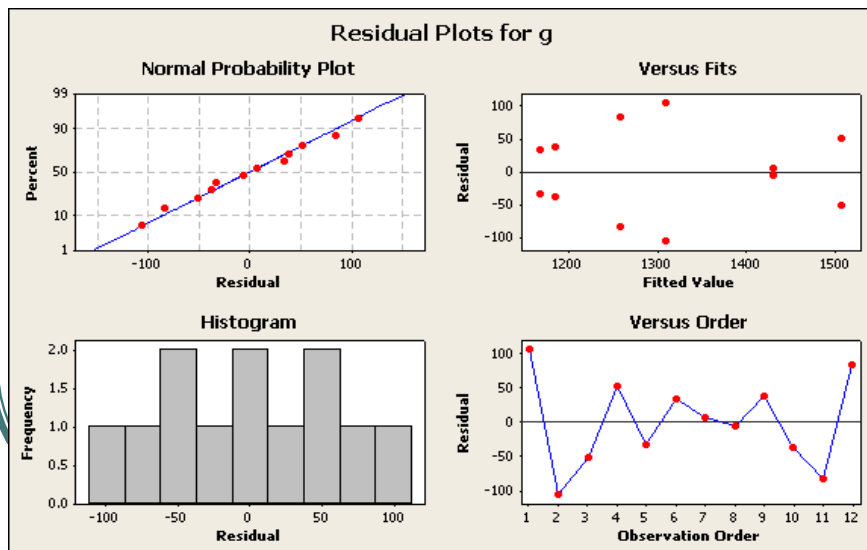 Residual Plots for g
Normal Probability Plot
99
90
50
10
1
Percent
-100
0
100
Residual
Versus Fits
100
50
0
-50
-100
Residual
1200
1300
1400
1500
Fitted Value
Histogram
2.0
1.5
1.0
0.5
0.0
Frequency
-100
-50
0
50
100
Residual
Versus Order
100
50
0
-50
-100
Residual
1 2 3 4 5 6 7 8 9 10 11 12
Observation Order